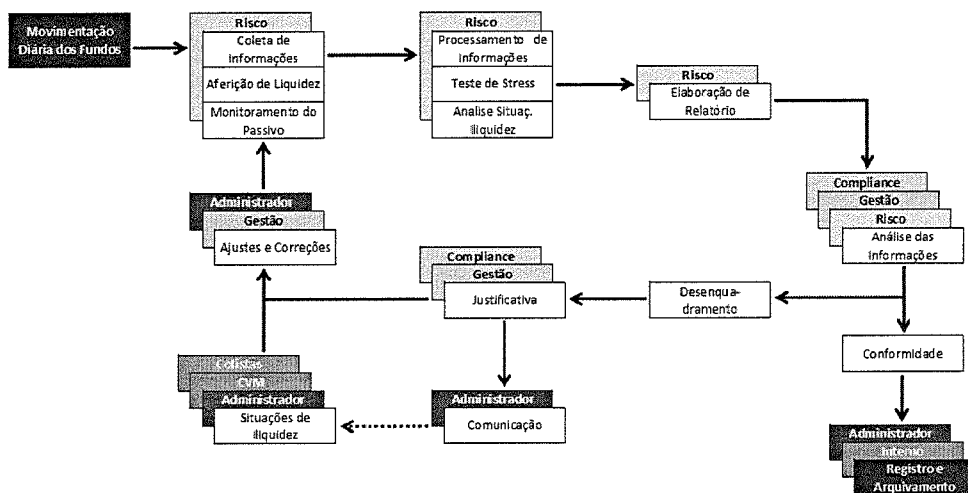 Movimentação
Diária dos Fundos
Risco
Coleta de
Informações
Aferição de Liquidez
Monitoramento do
Passivo
Risco
Processamento de
Informações
Teste de Stress
Analise Situaç.
Iliquidez
Risco
Elaboração de
Relatório
Compliance
Gestão
Risco
Análise das
Informações
Administrador
Gestão
Ajustes e Correções
Compliance
Gestão
Justificativa
Desenqua-
dramento
Conformidade
Cotistas
CVM
Administrador
Situações de
Iliquidez
Administrador
Comunicação
Administrador
Interno
Registro e
Arquivamento